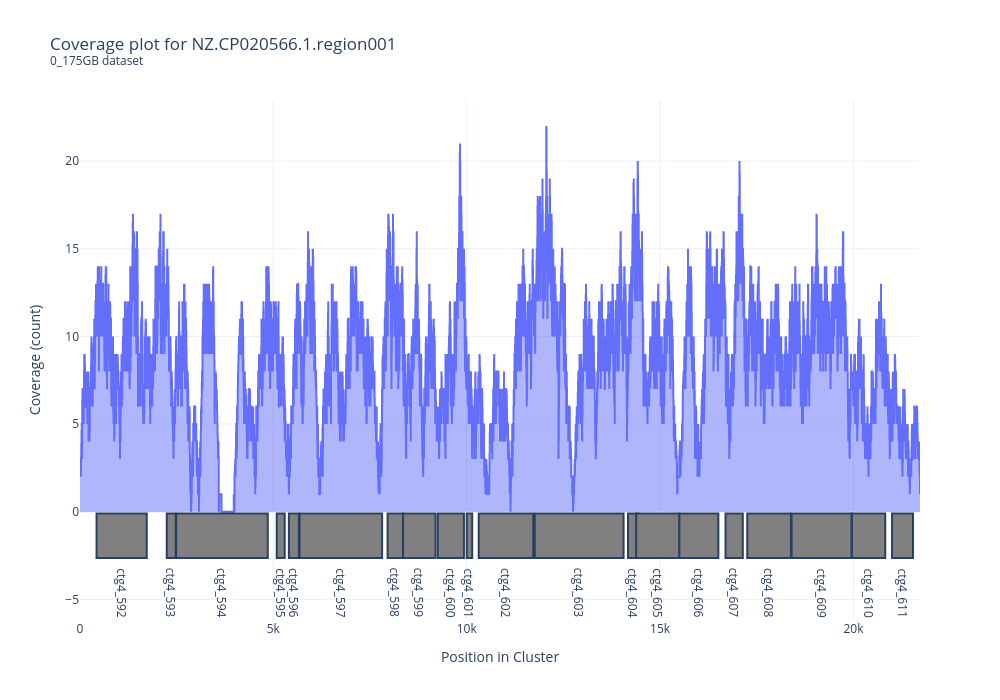 Coverage plot for NZ.CP020566.1.region001
0_175GB dataset
Coverage (count)
20
15
10
5
0
−5
ctg4_592
ctg4_593
ctg4_594
ctg4_595
ctg4_596
ctg4_597
ctg4_598
ctg4_599
ctg4_600
ctg4_601
ctg4_602
ctg4_603
ctg4_604
ctg4_605
ctg4_606
ctg4_607
ctg4_608
ctg4_609
ctg4_610
ctg4_611
0
5k
10k
15k
20k
Position in Cluster